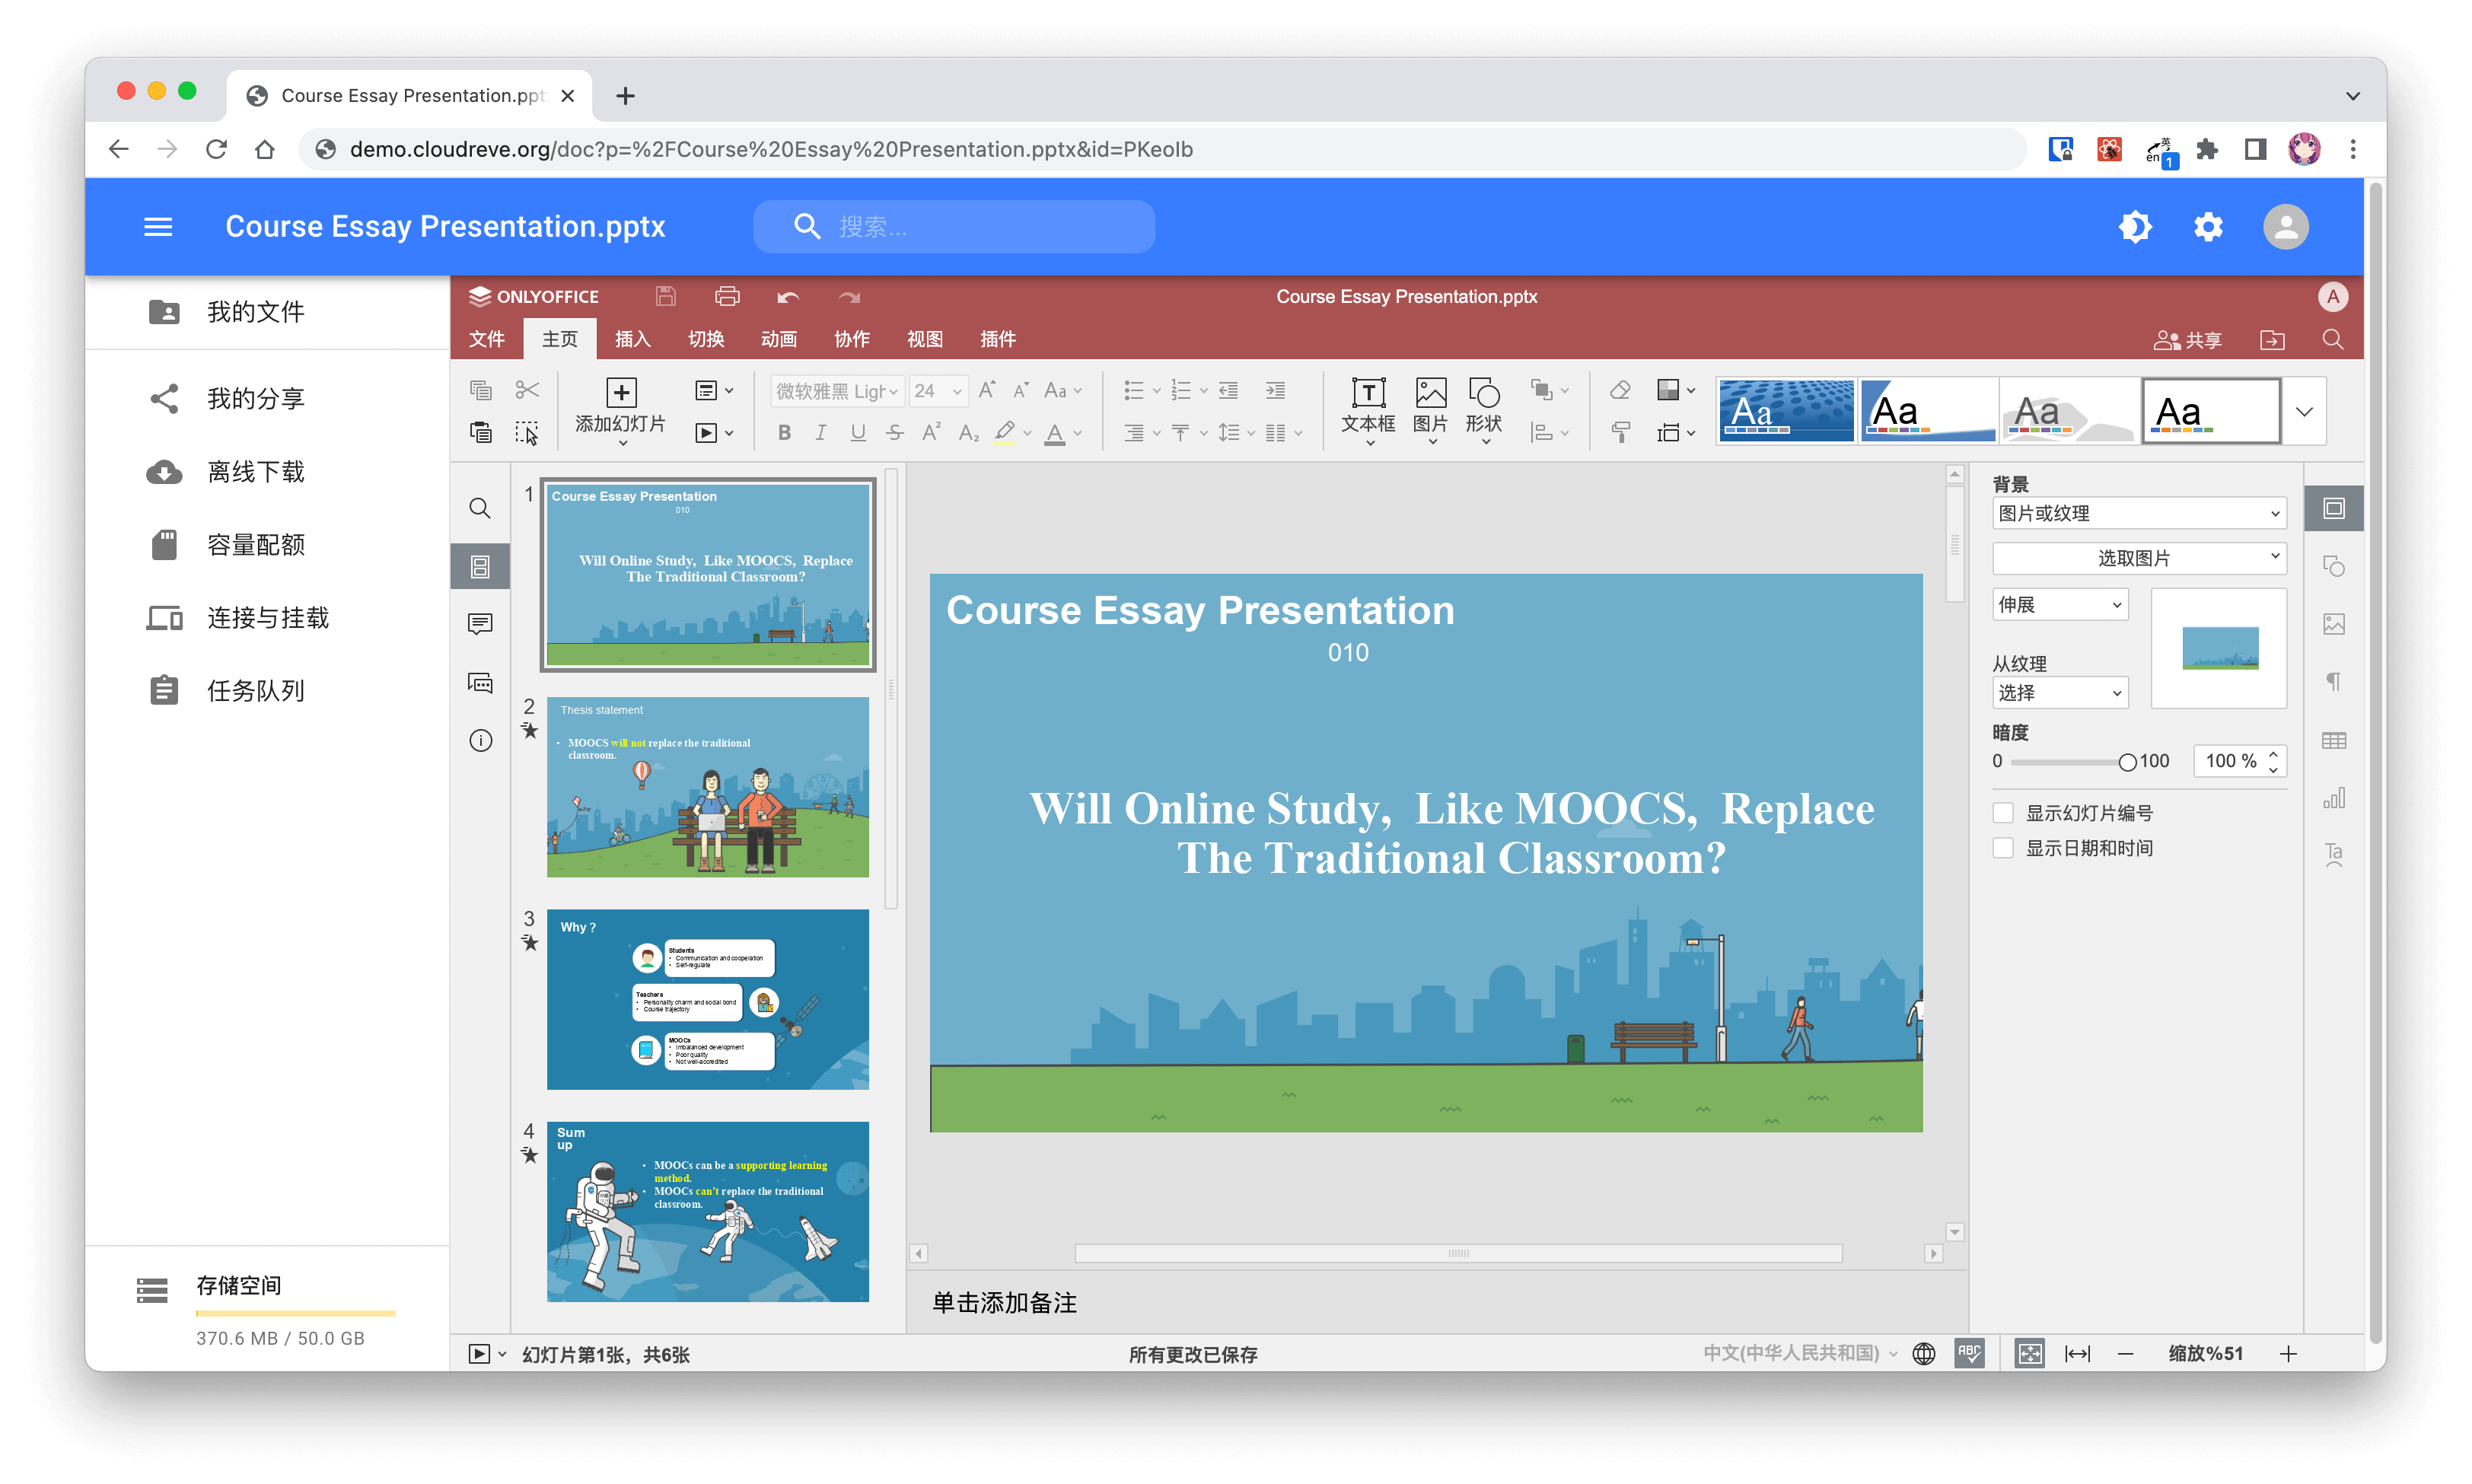 Course Essay Presentation.ppt
demo.cloudreve.org/doc?p=%2FCourse%20Essay%20Presentation.pptx&id=PKeolb
英
en
1
Course Essay Presentation.pptx
搜索...
我的文件
我的分享
离线下载
容量配额
连接与挂载
任务队列
存储空间
370.6 MB / 50.0 GB
ONLYOFFICE
Course Essay Presentation.pptx
A
文件 主页 插入 切换 动画 协作 视图 插件
共享
添加幻灯片
微软雅黑 Ligh
24
Aa
B I U S A² A₂ A
文本框 图片 形状
Aa Aa Aa Aa
1
Course Essay Presentation
010
Will Online Study, Like MOOCS, Replace
The Traditional Classroom?
2
Thesis statement
• MOOCS will not replace the traditional
classroom.
3
Why？
Students
• Communication and cooperation
• Self-regulate
Teachers
• Personality charm and social bond
• Course trajectory
MOOCs
• Imbalanced development
• Poor quality
• Not well-accredited
4
Sum
up
• MOOCs can be a supporting learning
method.
• MOOCs can't replace the traditional
classroom.
Course Essay Presentation
010
Will Online Study, Like MOOCS, Replace
The Traditional Classroom?
单击添加备注
背景
图片或纹理
选取图片
伸展
从纹理
选择
暗度
0 100 100 %
显示幻灯片编号
显示日期和时间
Ta
幻灯片第1张，共6张
所有更改已保存
中文(中华人民共和国)
ABC
缩放%51